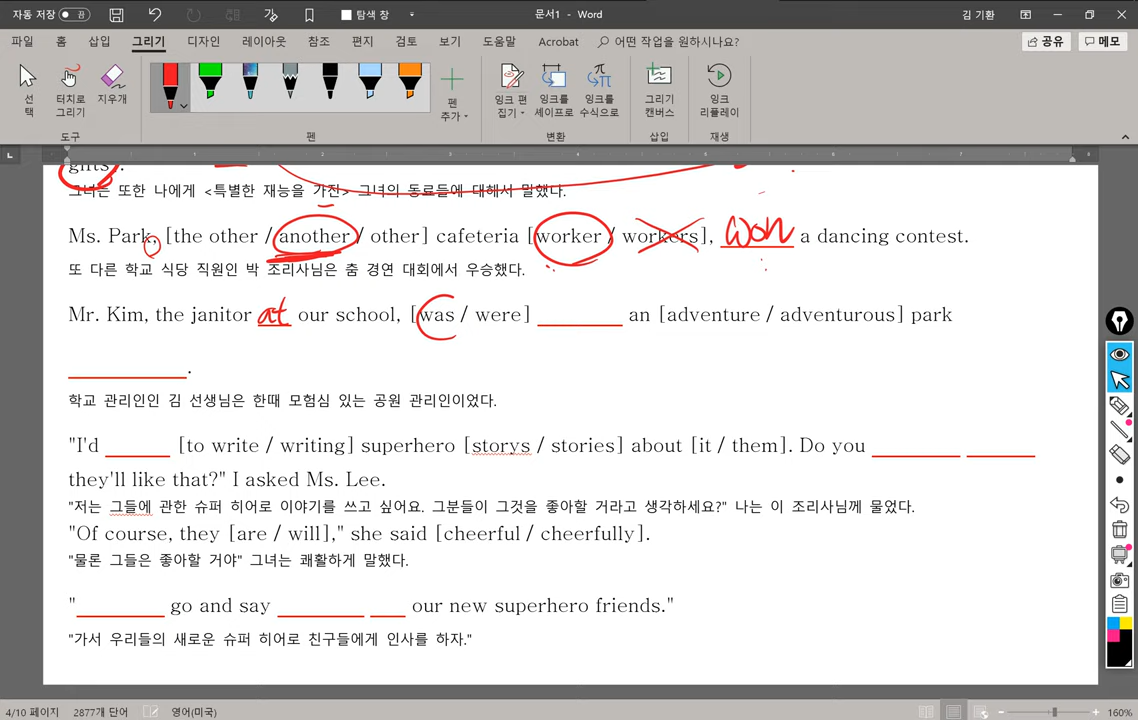 자동 저장 끔 탐색 창 문서1 - Word 김 기환
파일 홈 삽입 그리기 디자인 레이아웃 참조 편지 검토 보기 도움말 Acrobat 어떤 작업을 원하시나요? 공유 메모
선택 터치로 그리기 지우개 펜 추가 잉크 편집기 잉크를 셰이프로 잉크를 수식으로 그리기 캔버스 잉크 리플레이
도구 펜 변환 삽입 재생
그녀는 또한 나에게 <특별한 재능을 가진> 그녀의 동료들에 대해서 말했다.
Ms. Park, [the other / another / other] cafeteria [worker / workers], won a dancing contest.
또 다른 학교 식당 직원인 박 조리사님은 춤 경연 대회에서 우승했다.
Mr. Kim, the janitor at our school, [was / were] ________ an [adventure / adventurous] park
___________.
학교 관리인인 김 선생님은 한때 모험심 있는 공원 관리인이었다.
"I'd ______ [to write / writing] superhero [storys / stories] about [it / them]. Do you ________ ______
they'll like that?" I asked Ms. Lee.
"저는 그들에 관한 슈퍼 히어로 이야기를 쓰고 싶어요. 그분들이 그것을 좋아할 거라고 생각하세요?" 나는 이 조리사님께 물었다.
"Of course, they [are / will]," she said [cheerful / cheerfully].
"물론 그들은 좋아할 거야" 그녀는 쾌활하게 말했다.
"________ go and say ________ ___ our new superhero friends."
"가서 우리들의 새로운 슈퍼 히어로 친구들에게 인사를 하자."
4/10 페이지 2877개 단어 영어(미국) 160%